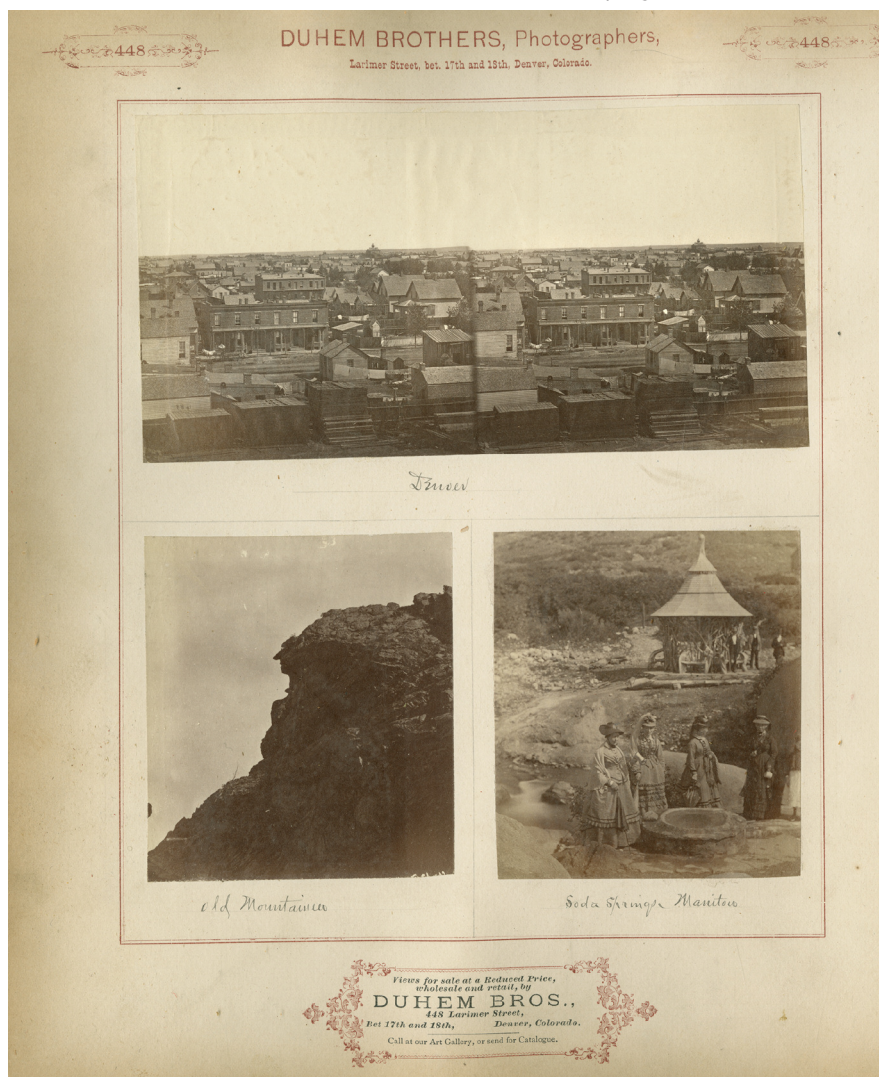 448
DUHEM BROTHERS, Photographers,
448
Larimer Street, bet. 17th and 18th, Denver, Colorado.
Denver
Old Mountaineer
Soda Springs Manitou
Views for sale at a Reduced Price,
wholesale and retail, by
DUHEM BROS.,
448 Larimer Street,
Bet 17th and 18th, Denver, Colorado.
Call at our Art Gallery, or send for Catalogue.